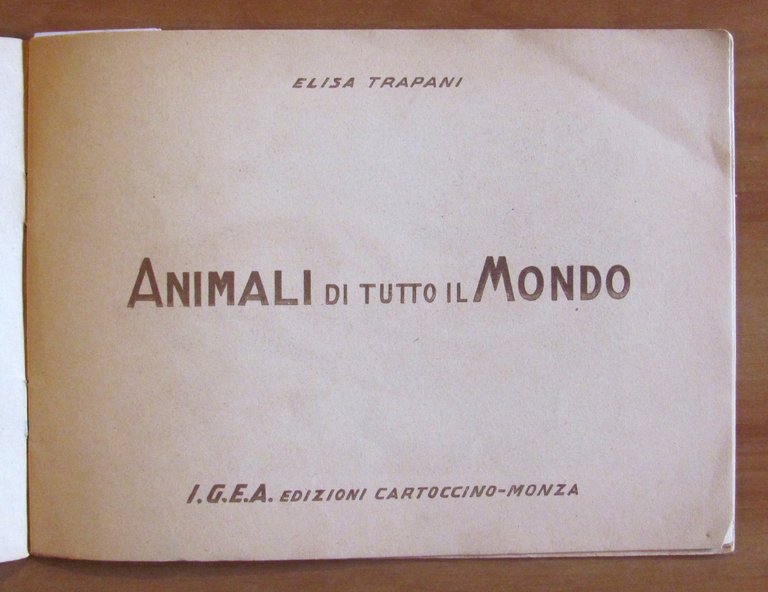 ELISA TRAPANI
ANIMALI DI TUTTO IL MONDO
I.G.E.A. EDIZIONI CARTOCCINO-MONZA